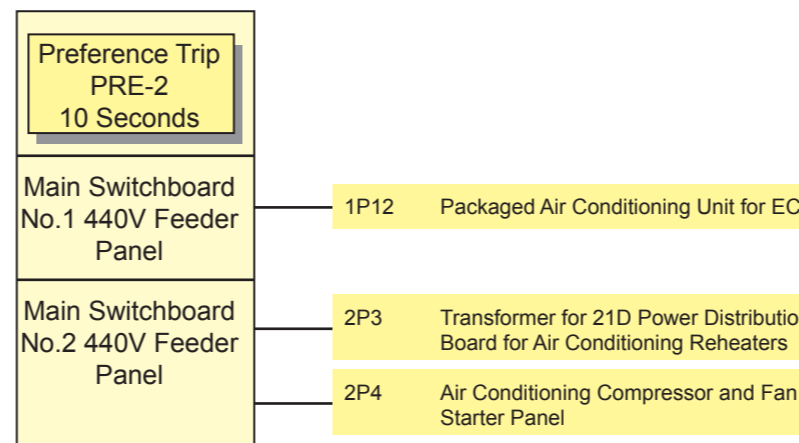 Preference Trip
PRE-2
10 Seconds
Main Switchboard
No.1 440V Feeder
Panel
1P12 Packaged Air Conditioning Unit for EC
Main Switchboard
No.2 440V Feeder
Panel
2P3 Transformer for 21D Power Distributio
Board for Air Conditioning Reheaters
2P4 Air Conditioning Compressor and Fan
Starter Panel